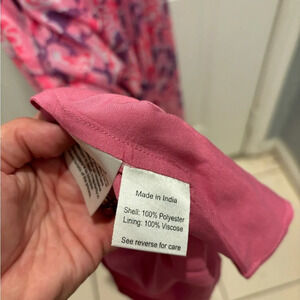 Made in India
Shell: 100% Polyester
Lining: 100% Viscose
See reverse for care